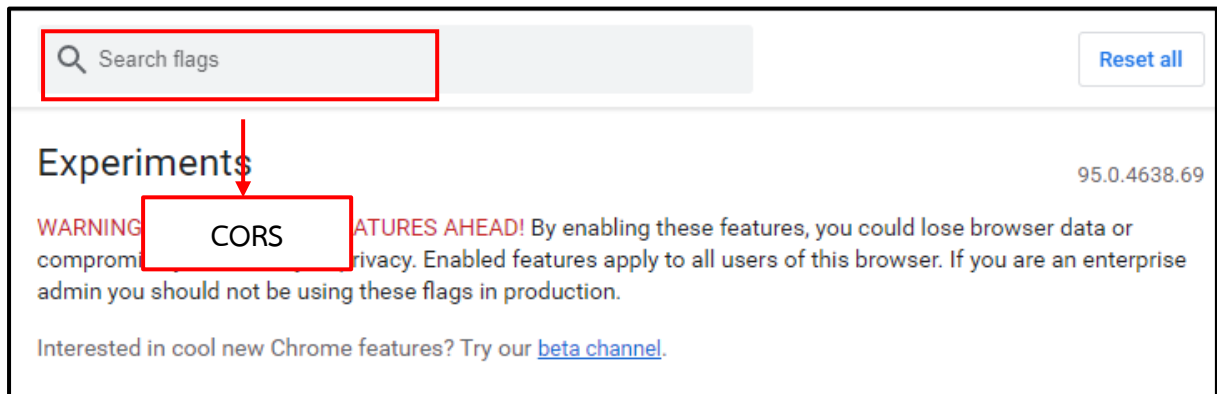 Search flags
Reset all
Experiments
95.0.4638.69
WARNING
CORS
ATURES AHEAD! By enabling these features, you could lose browser data or
compromi
rivacy. Enabled features apply to all users of this browser. If you are an enterprise
admin you should not be using these flags in production.
Interested in cool new Chrome features? Try our beta channel.